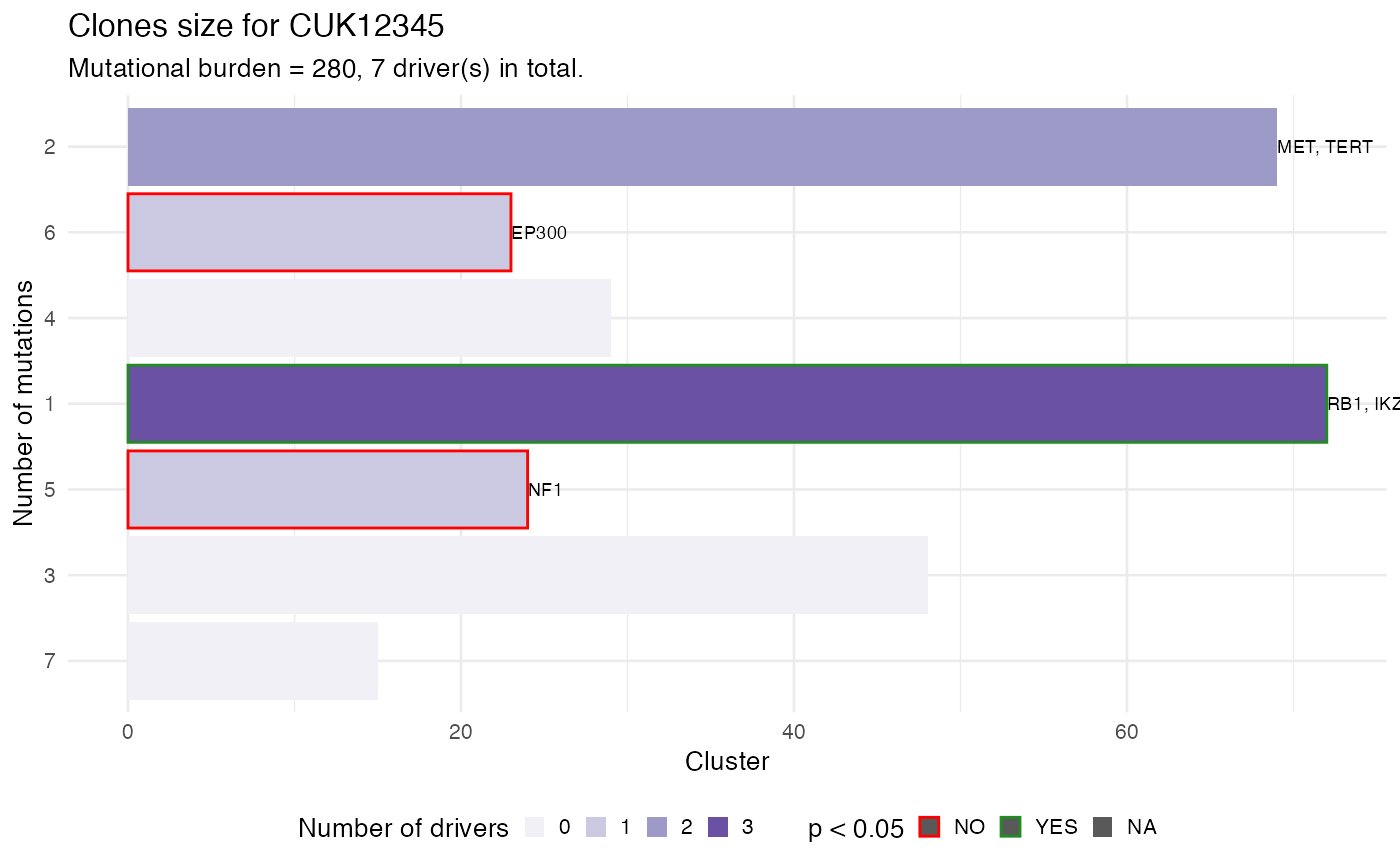 Clones size for CUK12345
Mutational burden = 280, 7 driver(s) in total.
Number of mutations
2
MET, TERT
6
EP300
4
1
RB1, IKZ
5
NF1
3
7
0 20 40 60
Cluster
Number of drivers 0 1 2 3 p < 0.05 NO YES NA